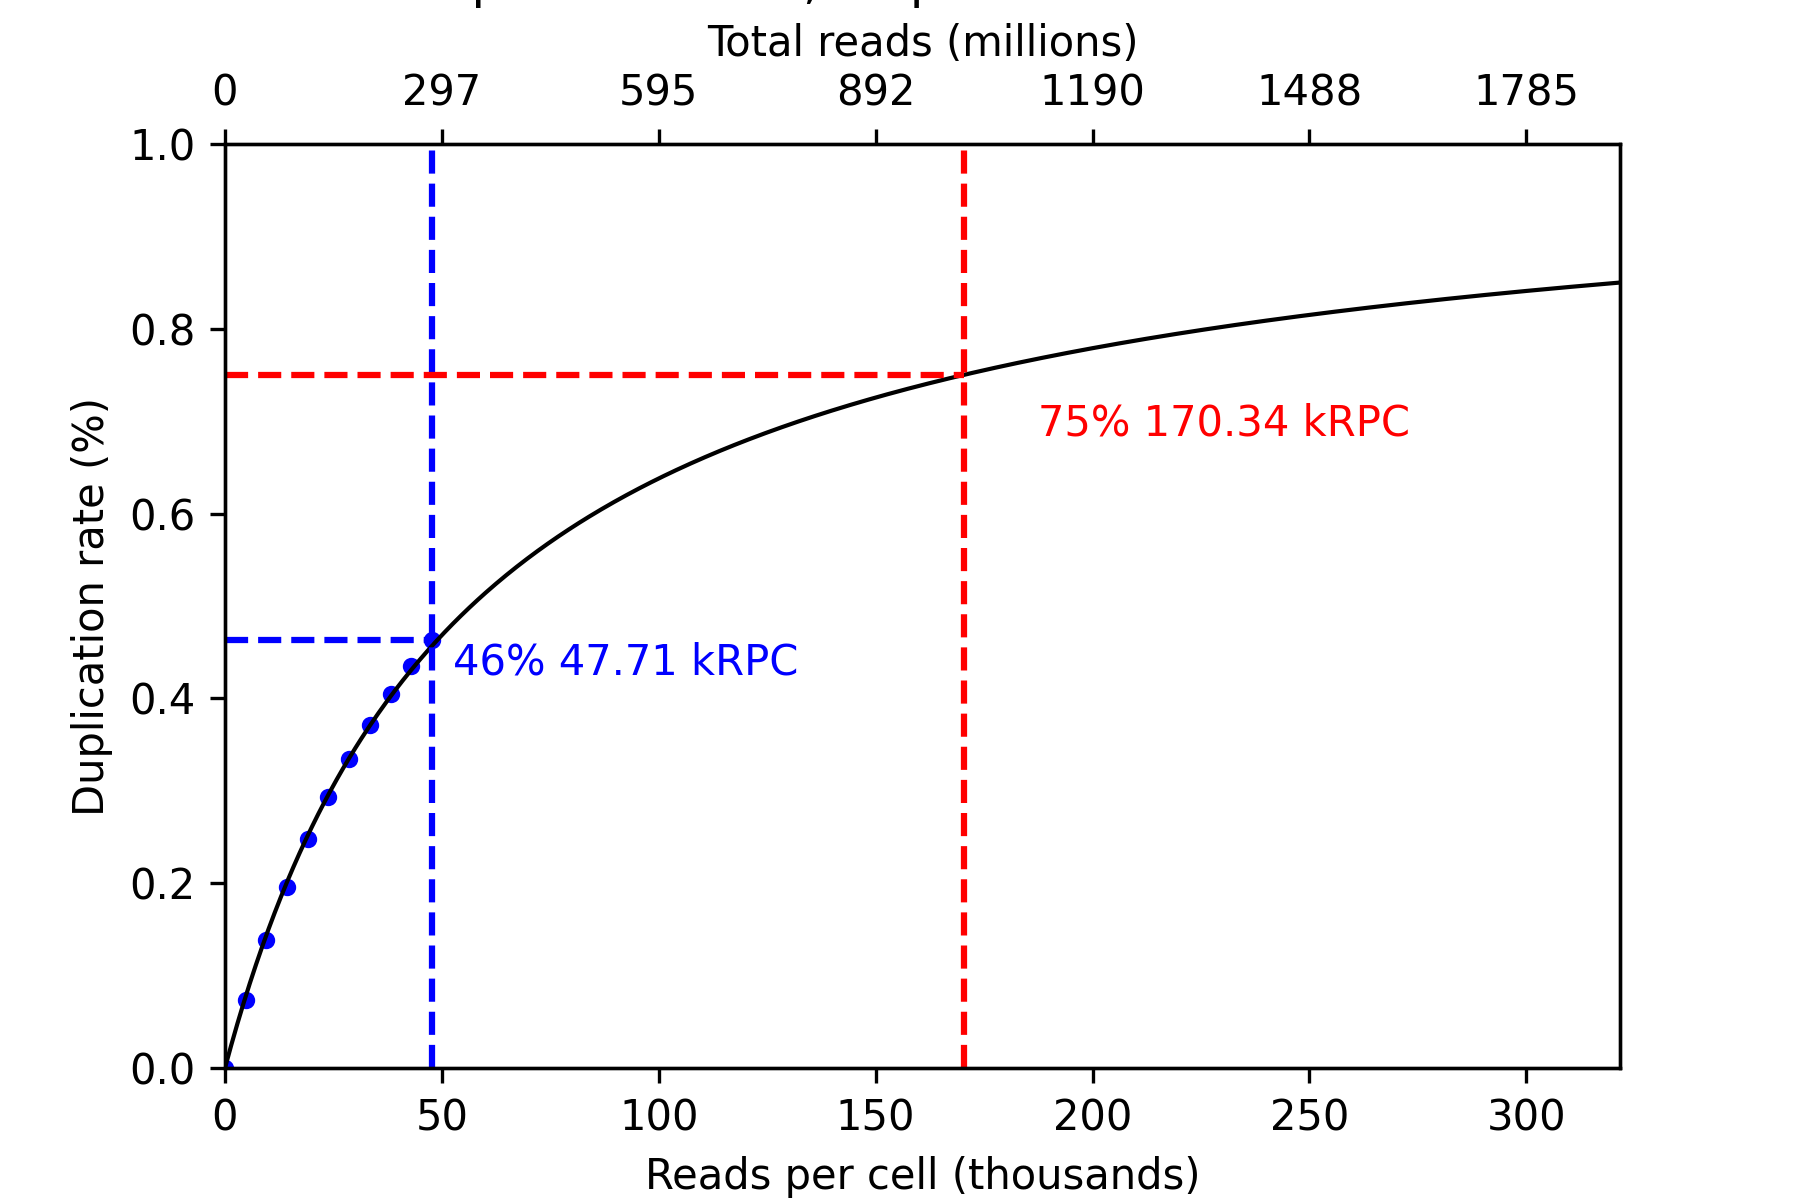 Total reads (millions)
0 297 595 892 1190 1488 1785
1.0
0.8
0.6
0.4
0.2
0.0
Duplication rate (%)
75% 170.34 kRPC
46% 47.71 kRPC
0 50 100 150 200 250 300
Reads per cell (thousands)